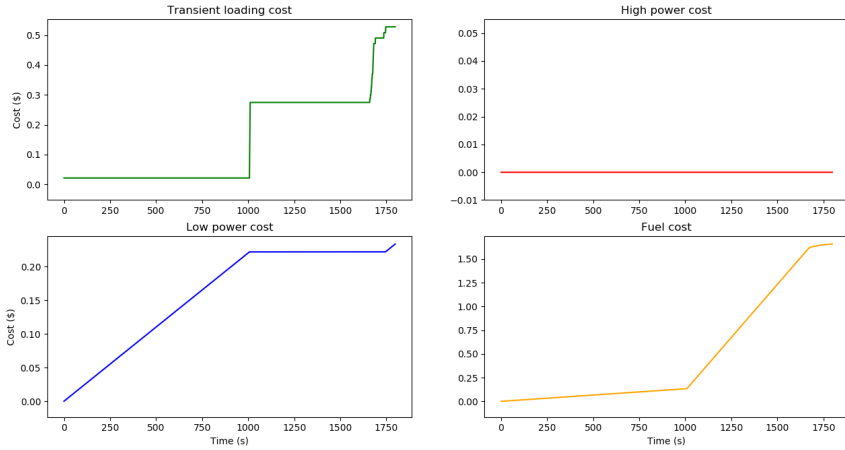 Transient loading cost
Cost ($)
0.5
0.4
0.3
0.2
0.1
0.0
0 250 500 750 1000 1250 1500 1750
High power cost
0.05
0.04
0.03
0.02
0.01
0.00
−0.01
0 250 500 750 1000 1250 1500 1750
Low power cost
Cost ($)
0.20
0.15
0.10
0.05
0.00
0 250 500 750 1000 1250 1500 1750
Time (s)
Fuel cost
1.50
1.25
1.00
0.75
0.50
0.25
0.00
0 250 500 750 1000 1250 1500 1750
Time (s)